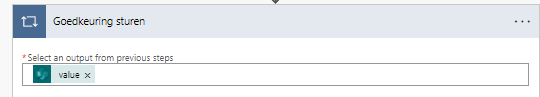 Goedkeuring sturen
* Select an output from previous steps
value ×